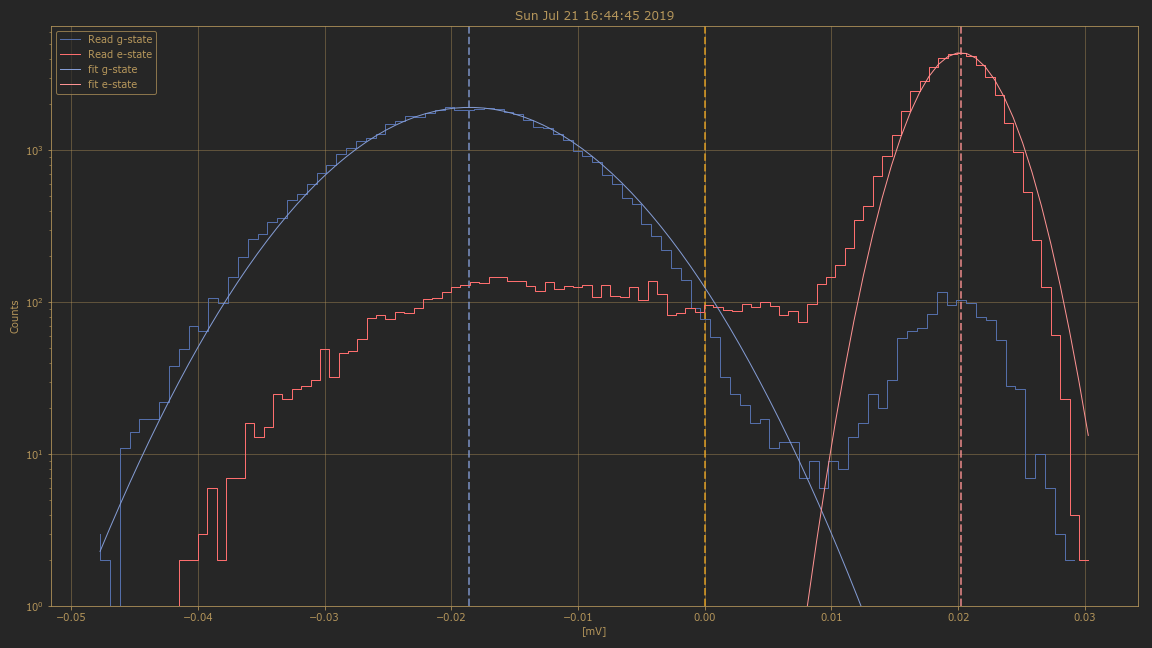 Sun Jul 21 16:44:45 2019
Read g-state
Read e-state
fit g-state
fit e-state
Counts
10³
10²
10¹
10⁰
−0.05 −0.04 −0.03 −0.02 −0.01 0.00 0.01 0.02 0.03
[mV]